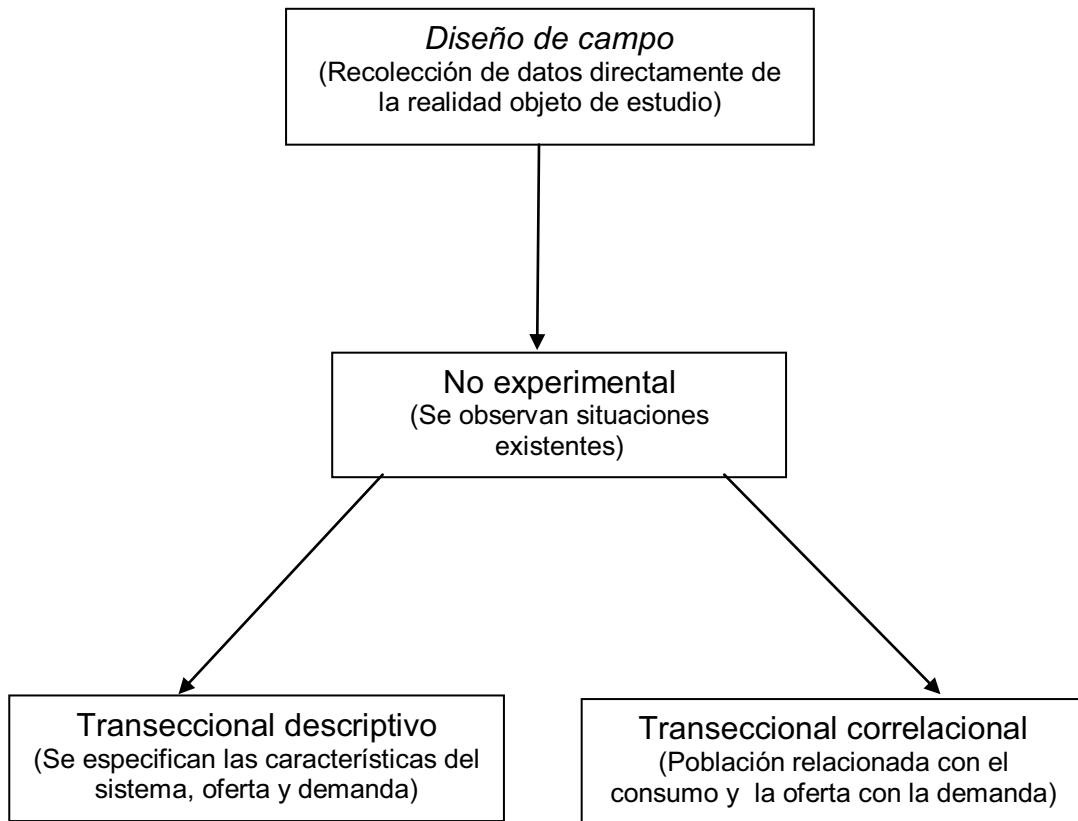 Diseño de campo
(Recolección de datos directamente de
la realidad objeto de estudio)
No experimental
(Se observan situaciones
existentes)
Transeccional descriptivo
(Se especifican las características del
sistema, oferta y demanda)
Transeccional correlacional
(Población relacionada con el
consumo y  la oferta con la demanda)